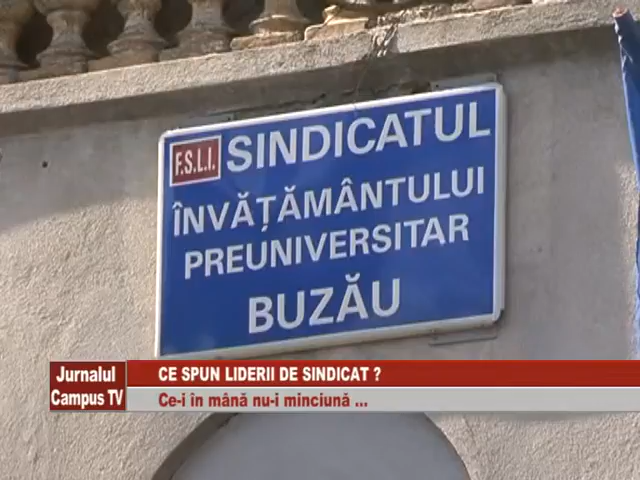 F.S.L.I. SINDICATUL
ÎNVĂȚĂMÂNTULUI
PREUNIVERSITAR
BUZĂU
Jurnalul
Campus TV
CE SPUN LIDERII DE SINDICAT ?
Ce-i în mână nu-i minciună ...